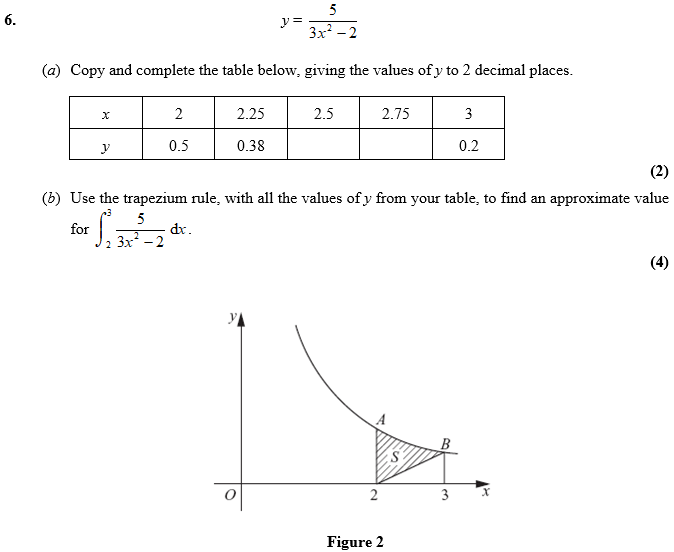 6. y = 5 / (3x² − 2)
(a) Copy and complete the table below, giving the values of y to 2 decimal places.
x 2 2.25 2.5 2.75 3
y 0.5 0.38 0.2
(2)
(b) Use the trapezium rule, with all the values of y from your table, to find an approximate value
for ∫₂³ 5 / (3x² − 2) dx.
(4)
y
A
B
S
O 2 3 x
Figure 2